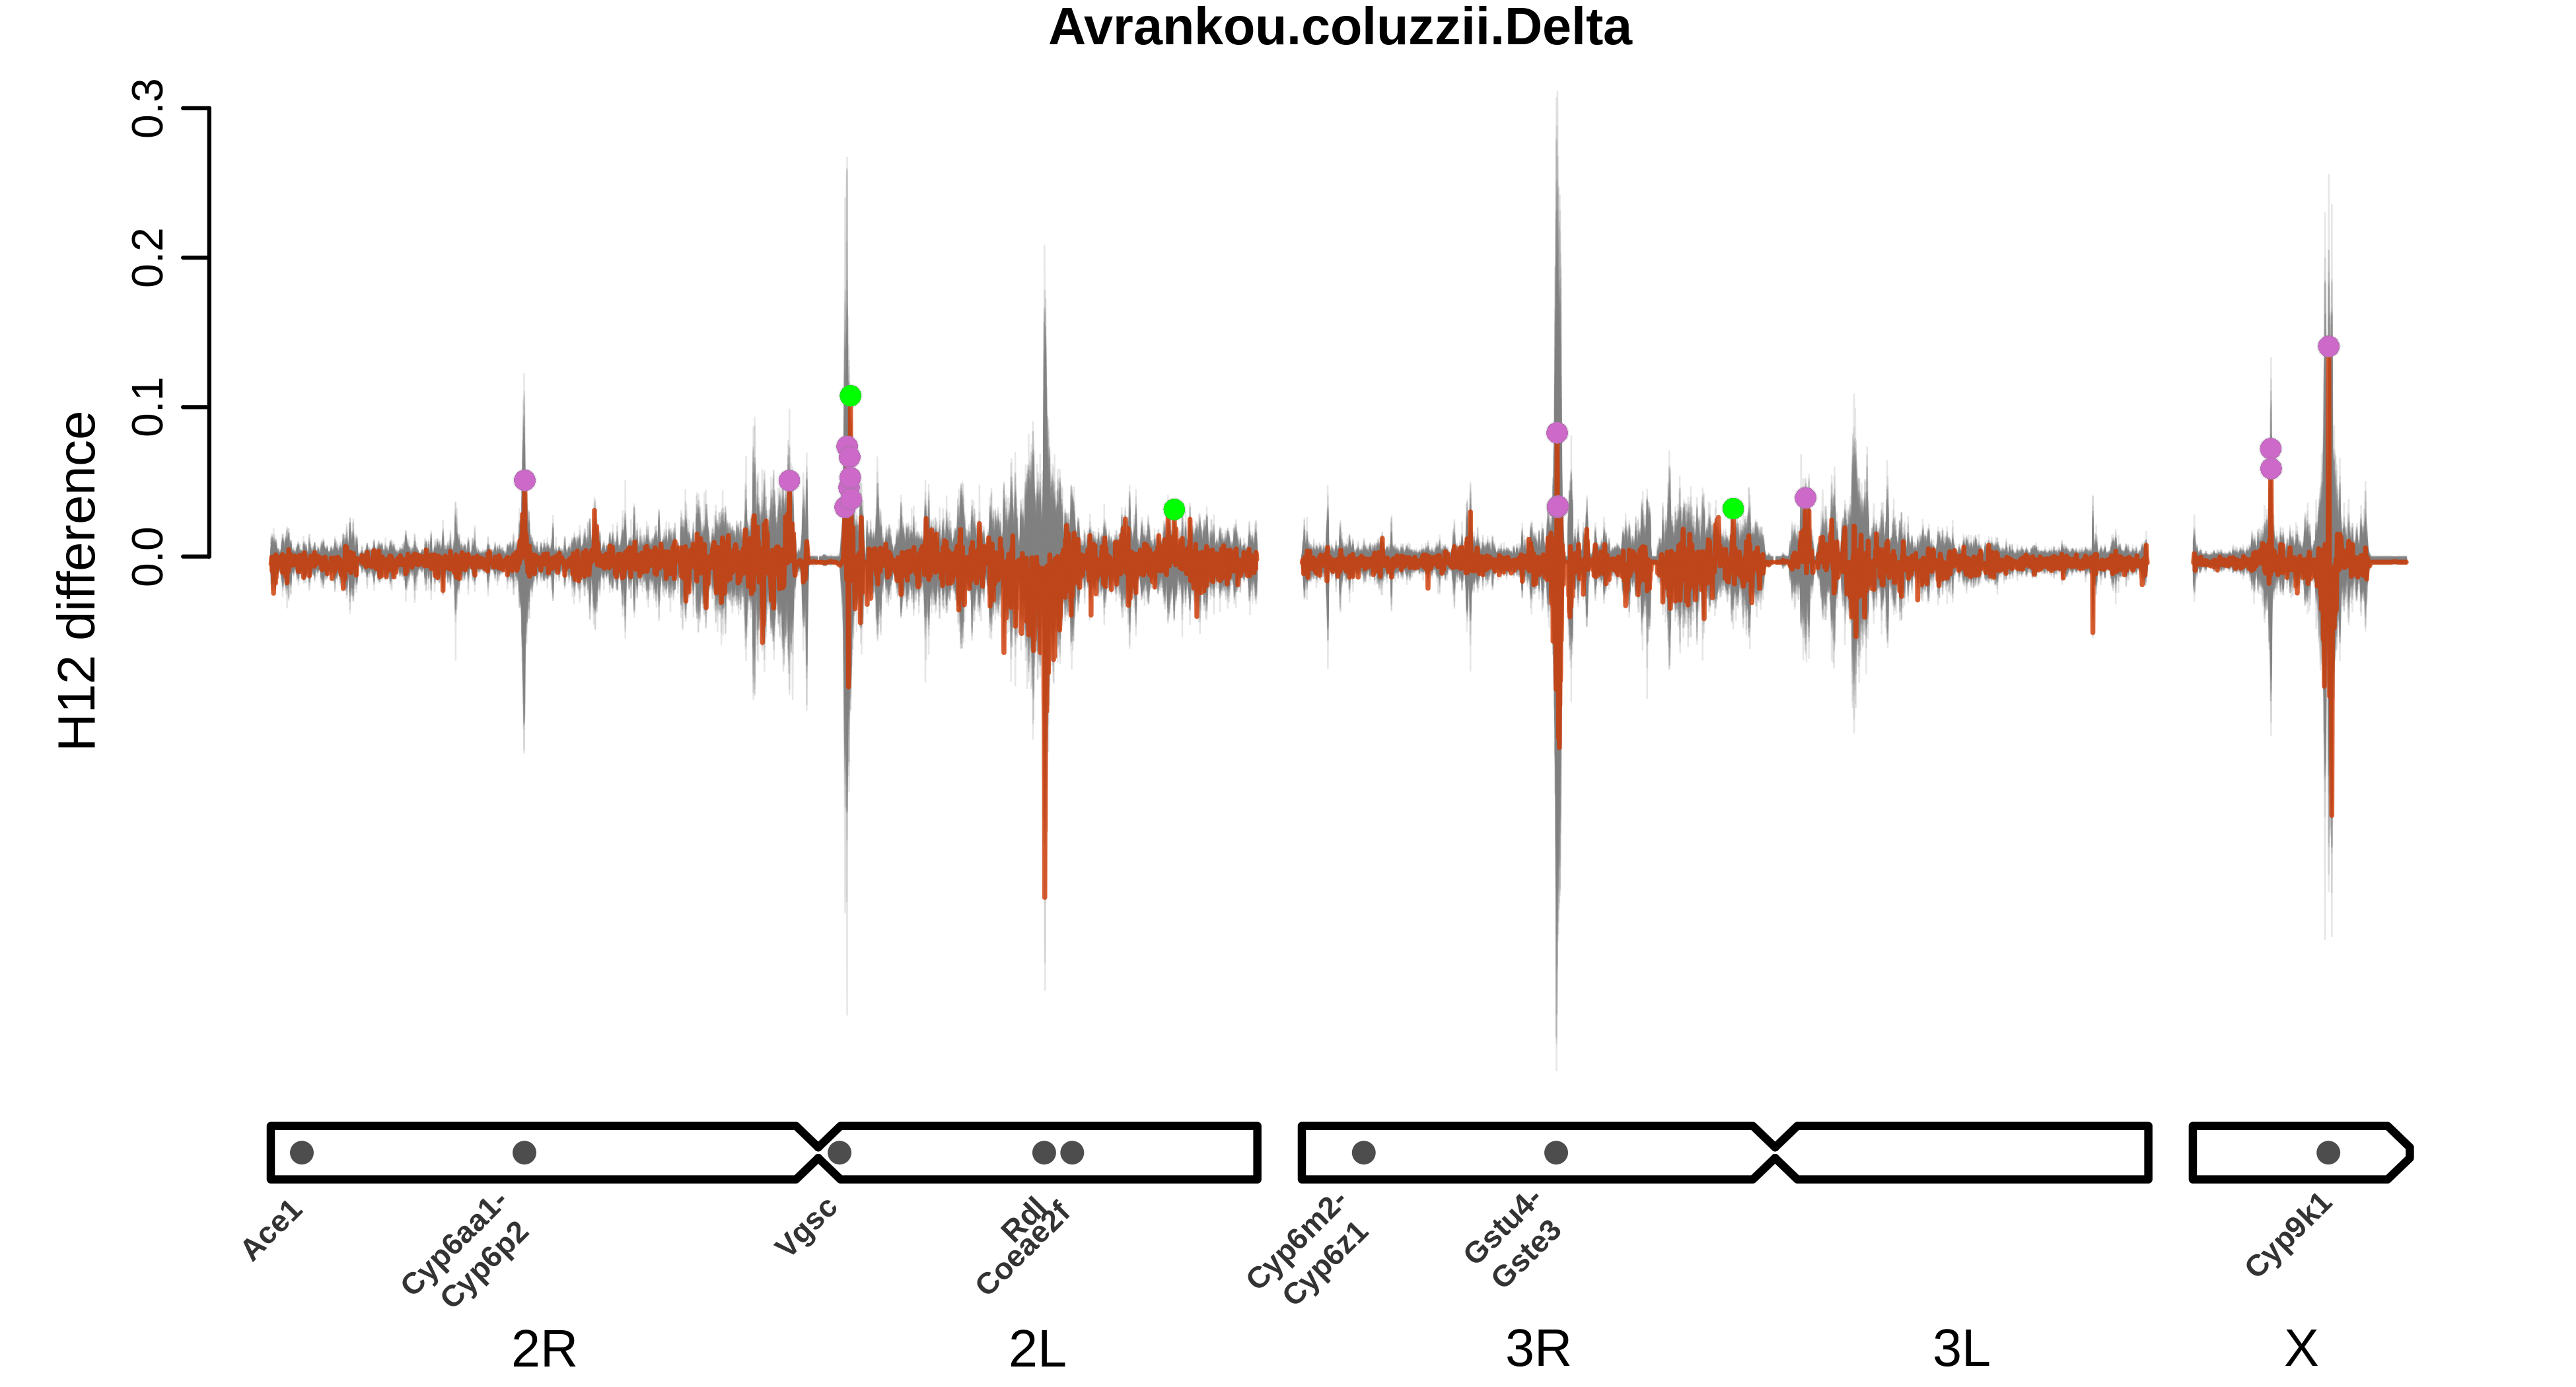 Avrankou.coluzzii.Delta
H12 difference
0.3
0.2
0.1
0.0
Ace1
Cyp6aa1-
Cyp6p2
Vgsc
Rdl
Coeae2f
Cyp6m2-
Cyp6z1
Gstu4-
Gste3
Cyp9k1
2R
2L
3R
3L
X